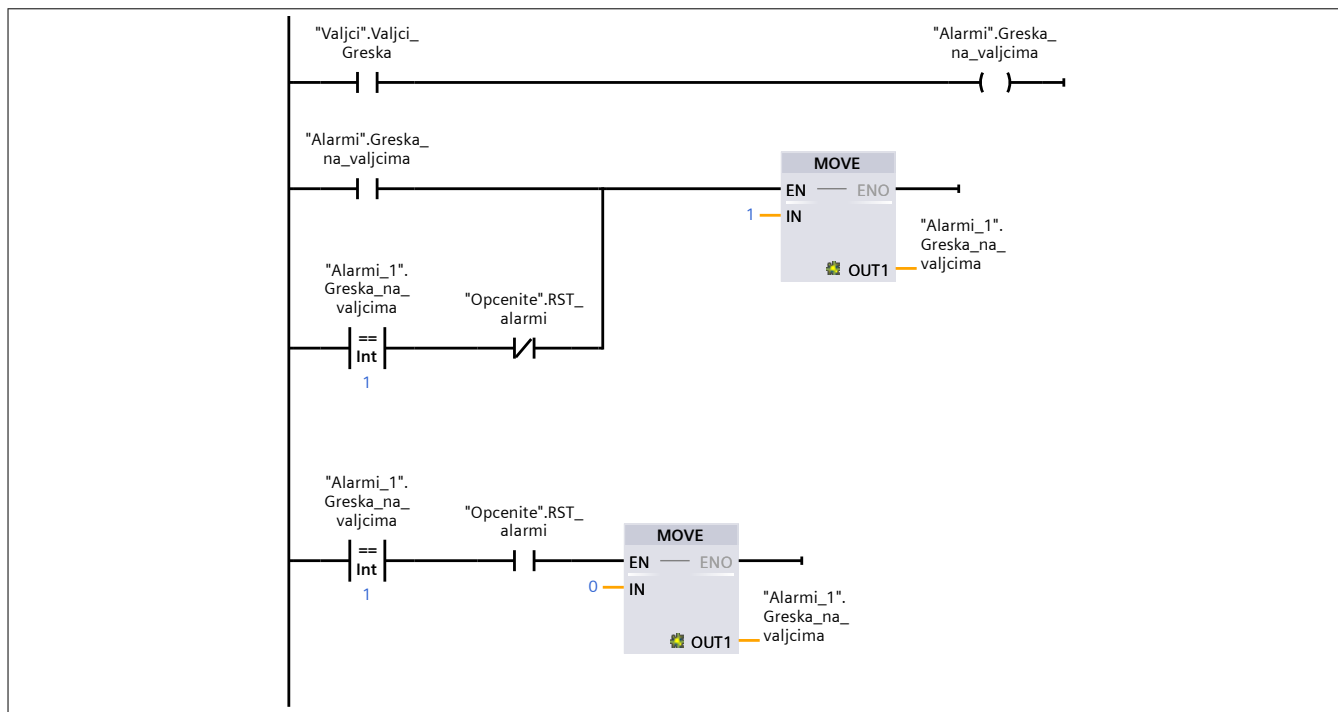 "Valjci".Valjci_
Greska
"Alarmi".Greska_
na_valjcima
"Alarmi".Greska_
na_valjcima
MOVE
EN
ENO
1
IN
OUT1
"Alarmi_1".
Greska_na_
valjcima
"Alarmi_1".
Greska_na_
valjcima
==
Int
1
"Opcenite".RST_
alarmi
"Alarmi_1".
Greska_na_
valjcima
==
Int
1
"Opcenite".RST_
alarmi
MOVE
EN
ENO
0
IN
OUT1
"Alarmi_1".
Greska_na_
valjcima